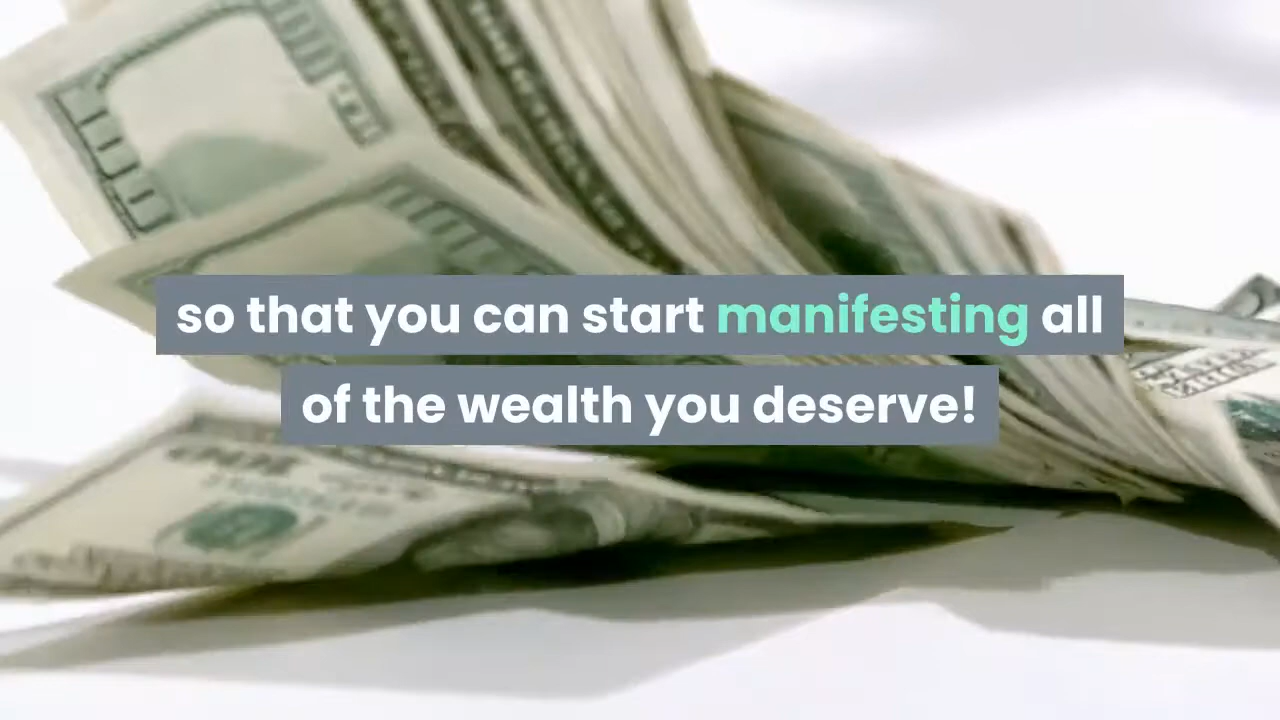 so that you can start manifesting all
of the wealth you deserve!